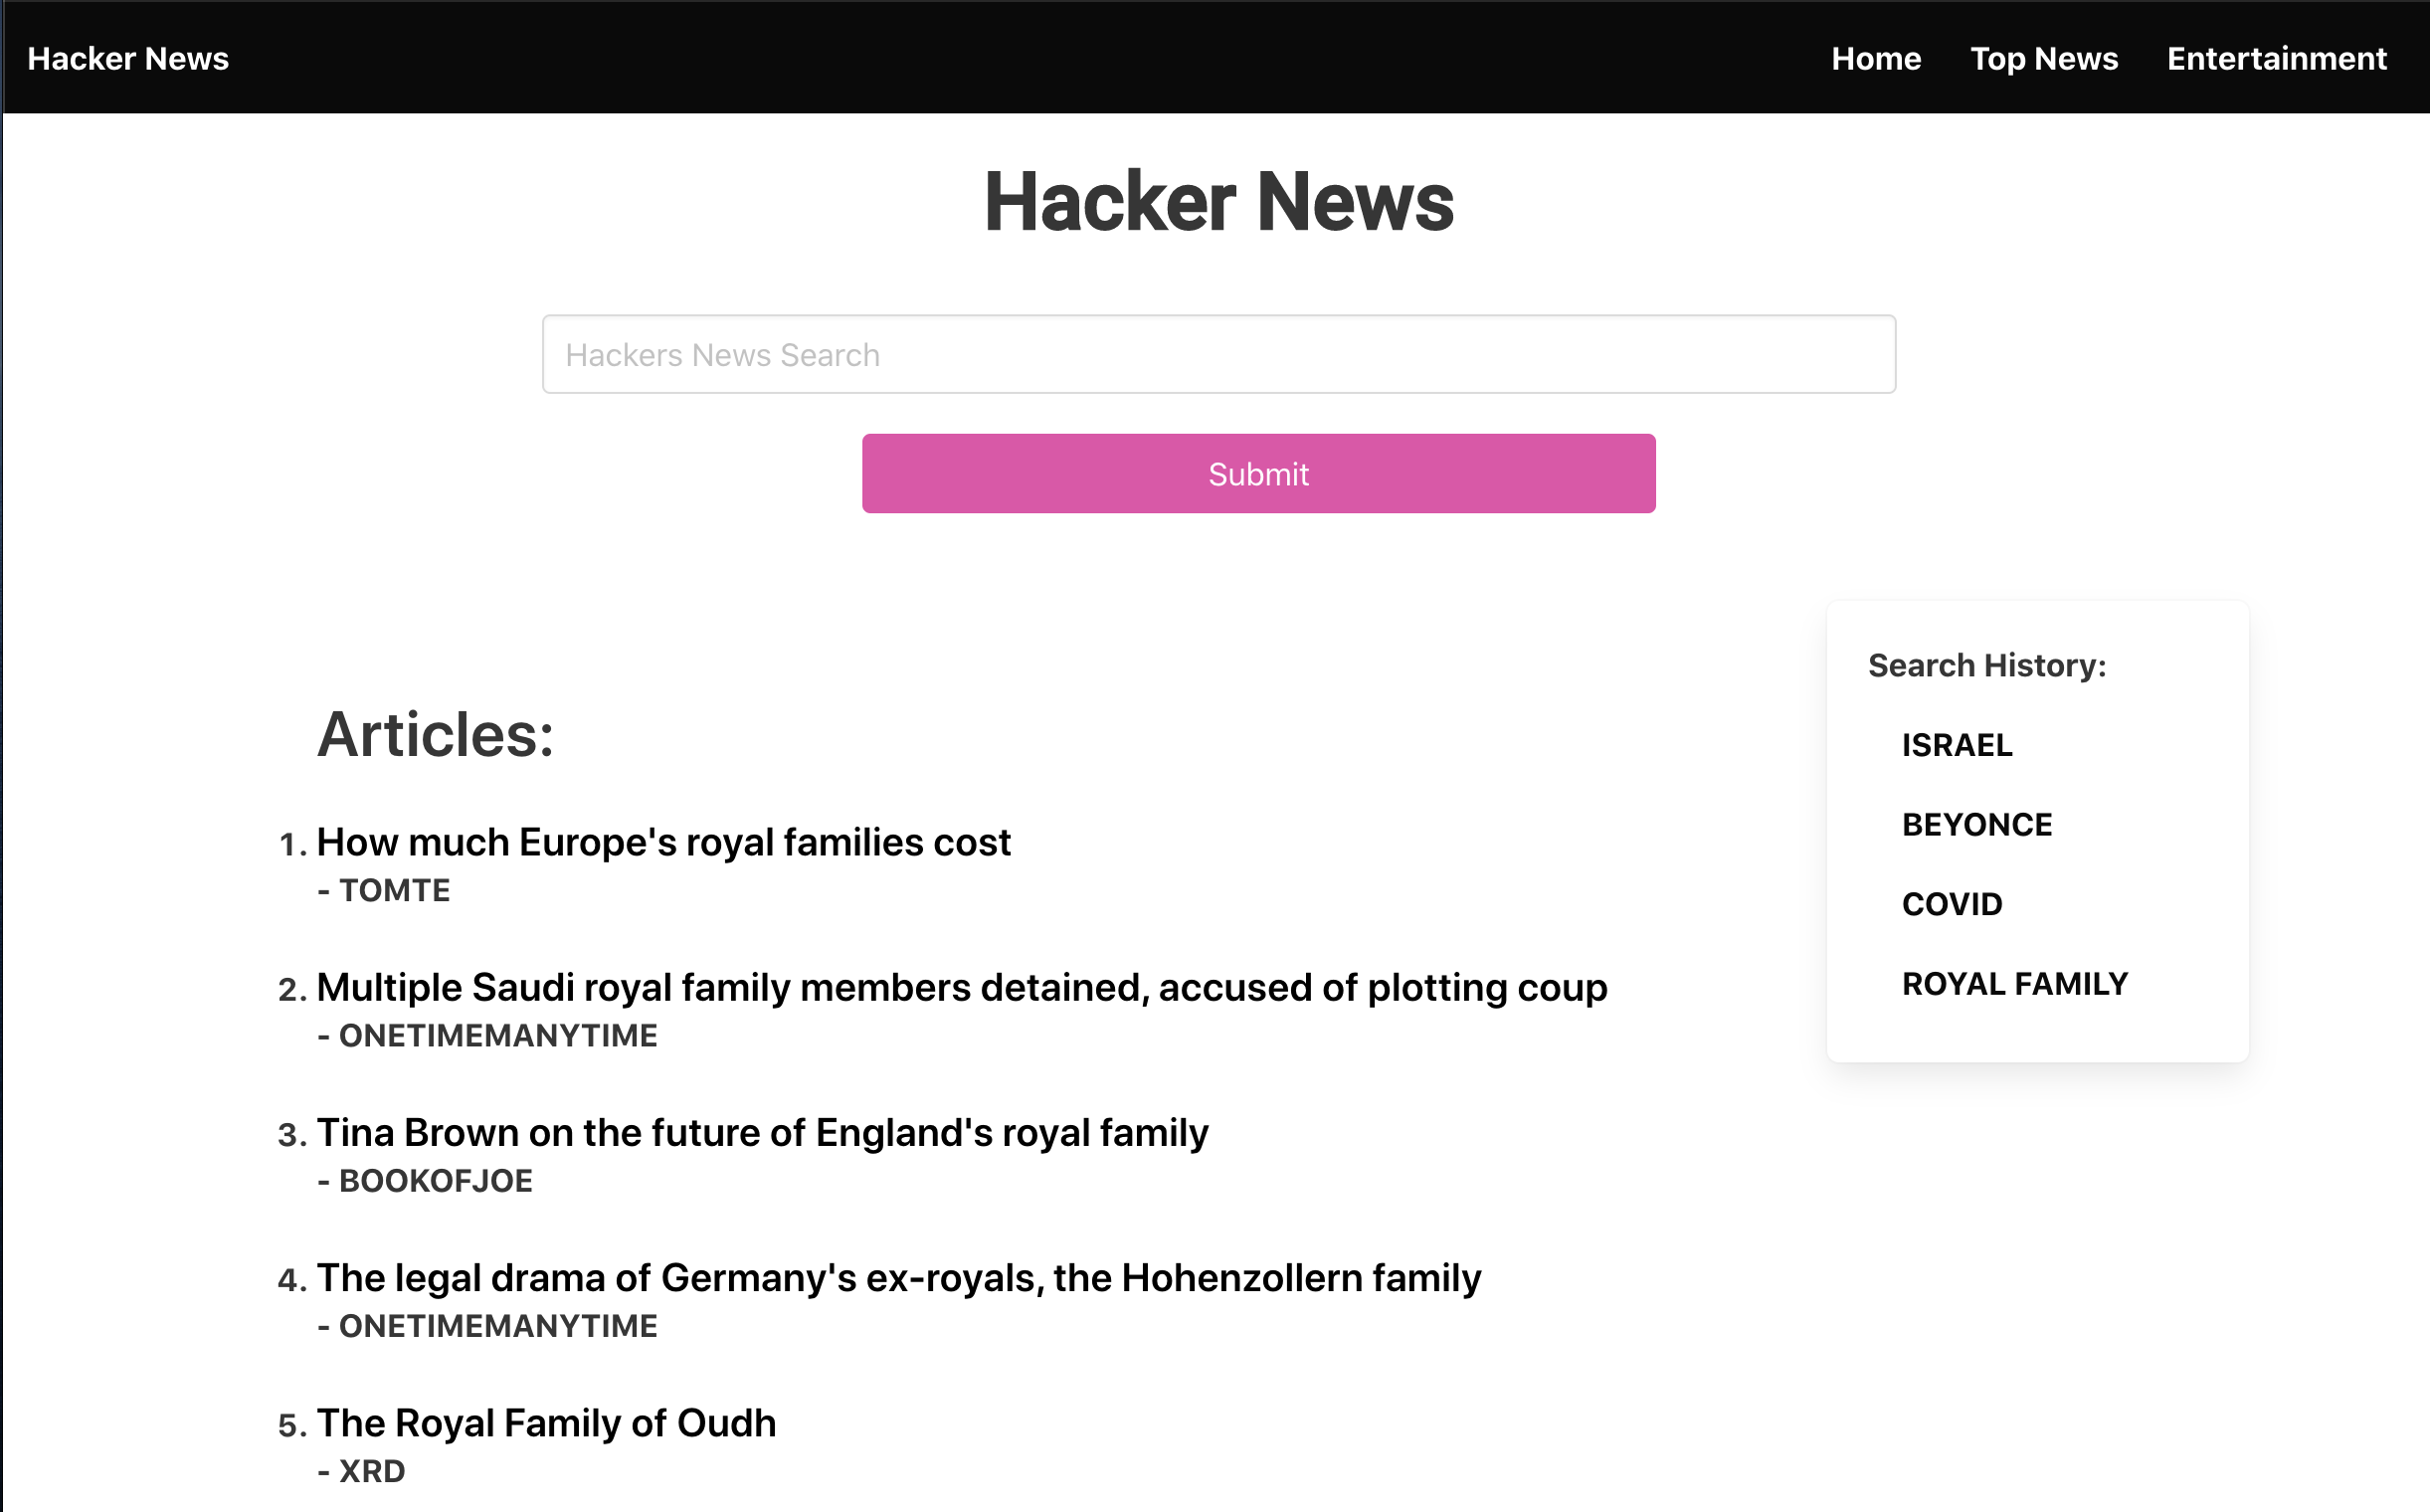 Hacker News
Home Top News Entertainment
Hacker News
Hackers News Search
Submit
Articles:
1. How much Europe's royal families cost
- TOMTE
2. Multiple Saudi royal family members detained, accused of plotting coup
- ONETIMEMANYTIME
3. Tina Brown on the future of England's royal family
- BOOKOFJOE
4. The legal drama of Germany's ex-royals, the Hohenzollern family
- ONETIMEMANYTIME
5. The Royal Family of Oudh
- XRD
Search History:
ISRAEL
BEYONCE
COVID
ROYAL FAMILY